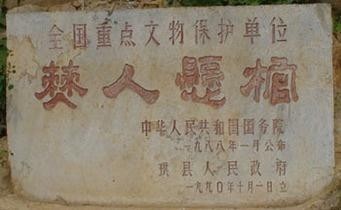 全国重点文物保护单位
僰人悬棺
中华人民共和国国务院
一九八八年一月公布
珙县人民政府
一九九〇年十月一日立